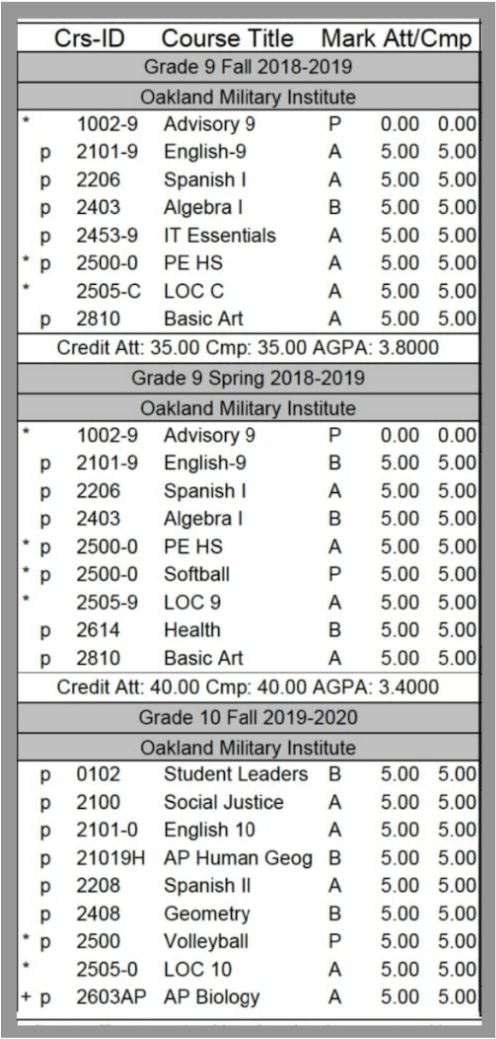 Crs-ID Course Title Mark Att/Cmp
Grade 9 Fall 2018-2019
Oakland Military Institute
* 1002-9 Advisory 9 P 0.00 0.00
p 2101-9 English-9 A 5.00 5.00
p 2206 Spanish I A 5.00 5.00
p 2403 Algebra I B 5.00 5.00
p 2453-9 IT Essentials A 5.00 5.00
* p 2500-0 PE HS A 5.00 5.00
* 2505-C LOC C A 5.00 5.00
p 2810 Basic Art A 5.00 5.00
Credit Att: 35.00 Cmp: 35.00 AGPA: 3.8000
Grade 9 Spring 2018-2019
Oakland Military Institute
* 1002-9 Advisory 9 P 0.00 0.00
p 2101-9 English-9 B 5.00 5.00
p 2206 Spanish I A 5.00 5.00
p 2403 Algebra I B 5.00 5.00
* p 2500-0 PE HS A 5.00 5.00
* p 2500-0 Softball P 5.00 5.00
* 2505-9 LOC 9 A 5.00 5.00
p 2614 Health B 5.00 5.00
p 2810 Basic Art A 5.00 5.00
Credit Att: 40.00 Cmp: 40.00 AGPA: 3.4000
Grade 10 Fall 2019-2020
Oakland Military Institute
p 0102 Student Leaders B 5.00 5.00
p 2100 Social Justice A 5.00 5.00
p 2101-0 English 10 A 5.00 5.00
p 21019H AP Human Geog B 5.00 5.00
p 2208 Spanish II A 5.00 5.00
p 2408 Geometry B 5.00 5.00
* p 2500 Volleyball P 5.00 5.00
* 2505-0 LOC 10 A 5.00 5.00
+ p 2603AP AP Biology A 5.00 5.00